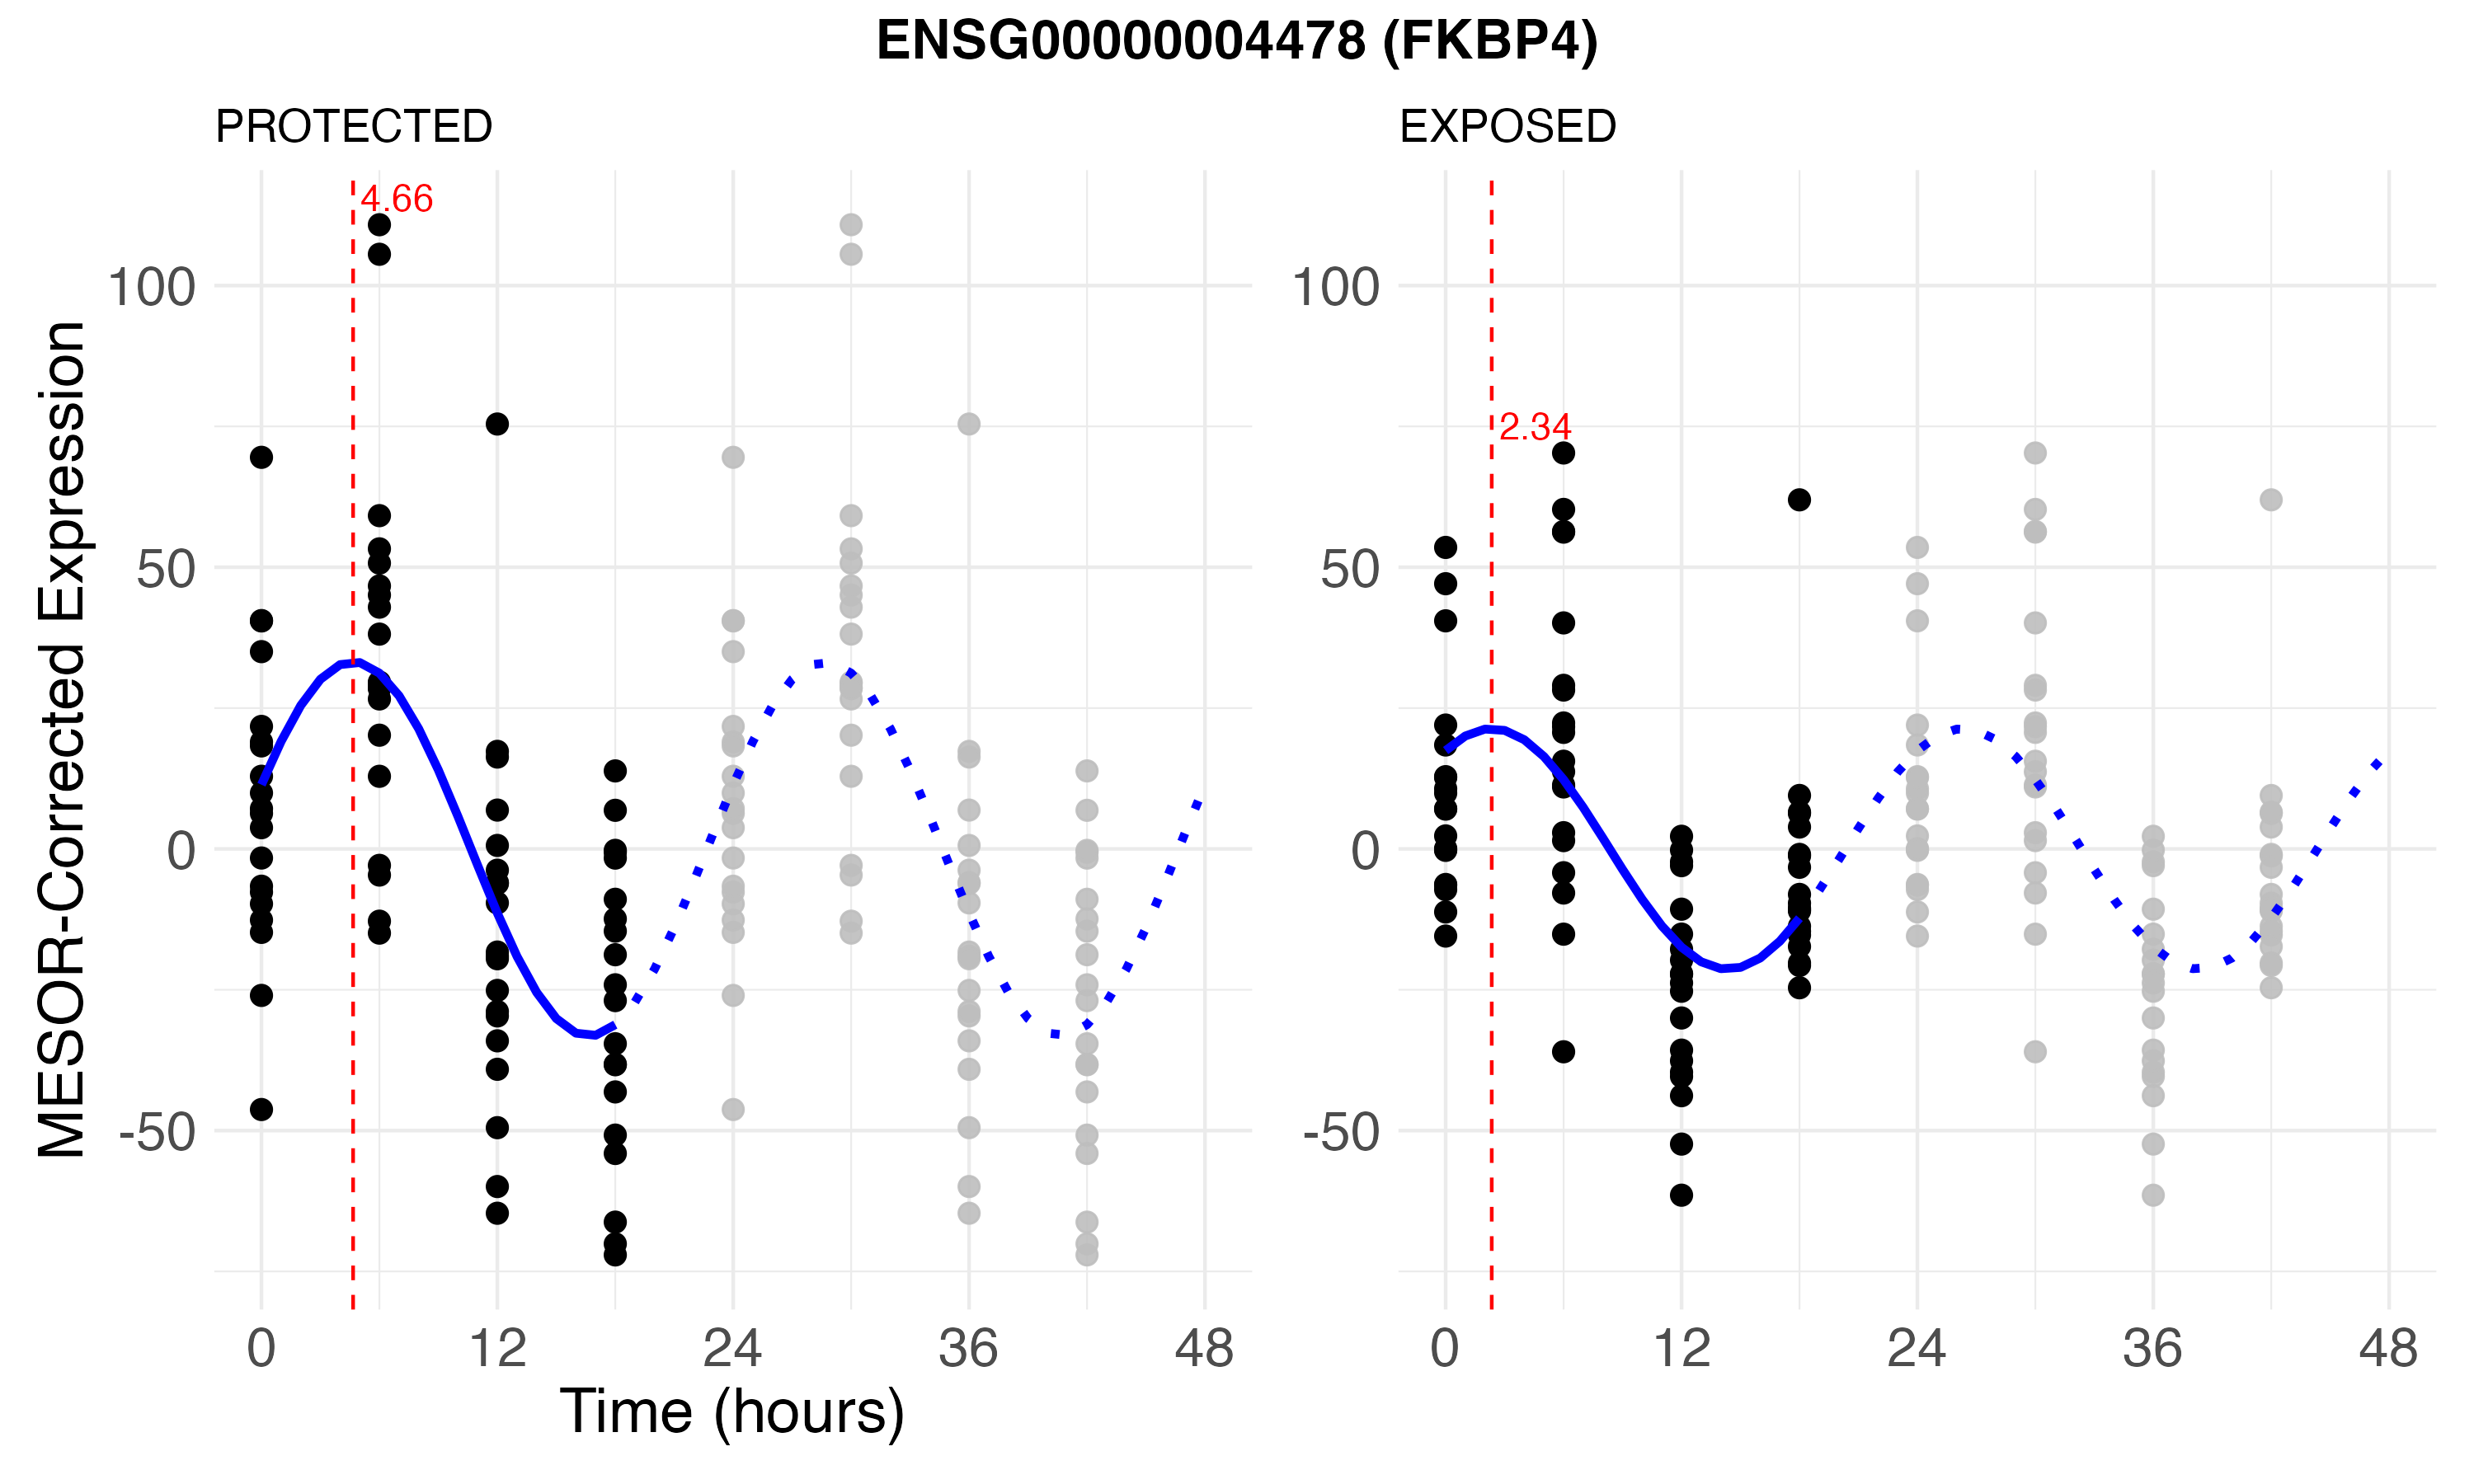 ENSG00000004478 (FKBP4)
PROTECTED
EXPOSED
MESOR-Corrected Expression
4.66
100
50
0
-50
0 12 24 36 48
Time (hours)
2.34
100
50
0
-50
0 12 24 36 48